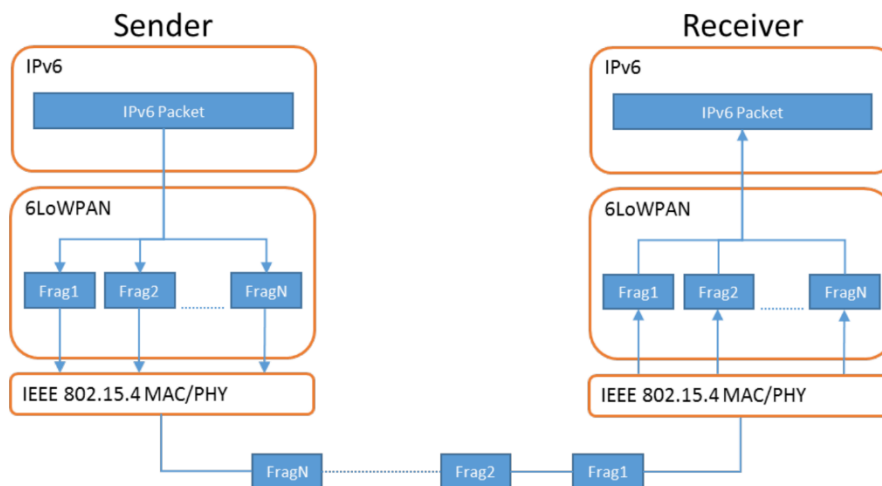 Sender
Receiver
IPv6
IPv6 Packet
IPv6
IPv6 Packet
6LoWPAN
Frag1
Frag2
FragN
6LoWPAN
Frag1
Frag2
FragN
IEEE 802.15.4 MAC/PHY
IEEE 802.15.4 MAC/PHY
FragN
Frag2
Frag1